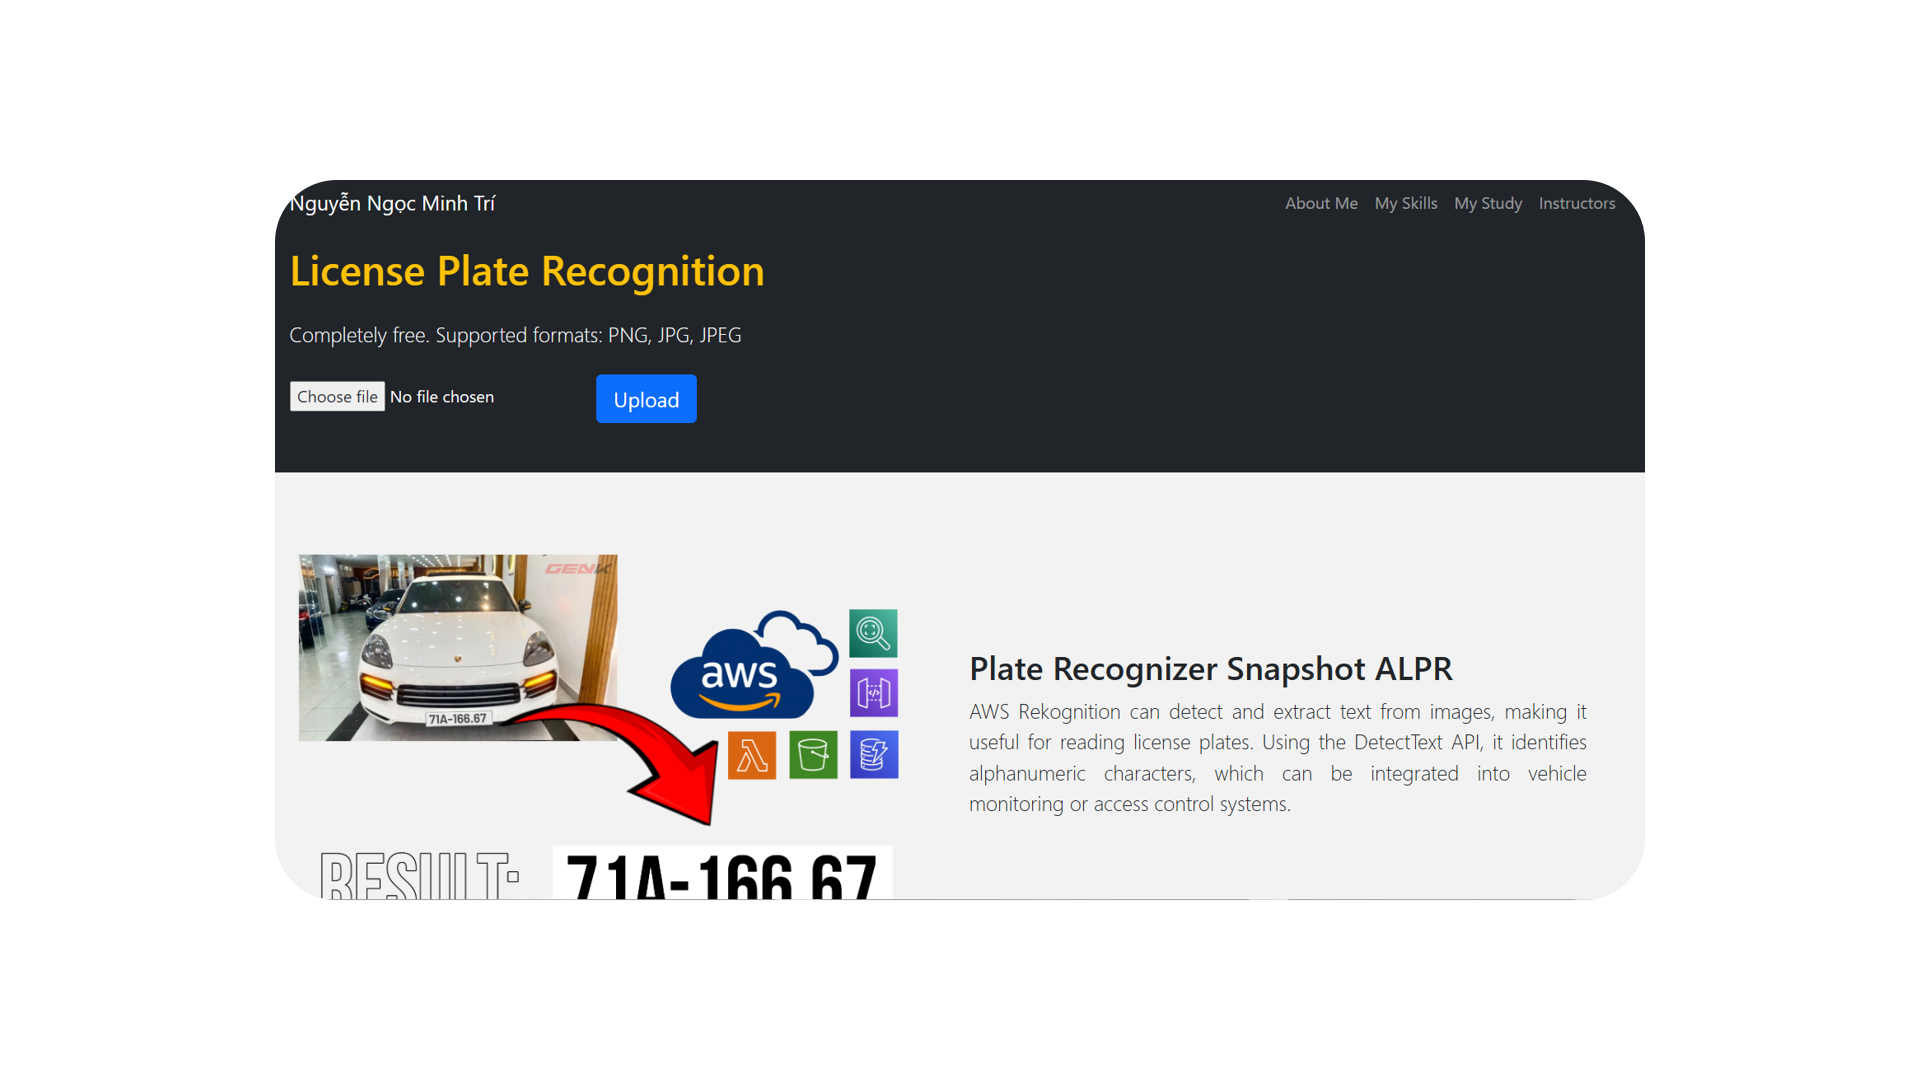 Nguyễn Ngọc Minh Trí
About Me My Skills My Study Instructors
License Plate Recognition
Completely free. Supported formats: PNG, JPG, JPEG
Choose file No file chosen
Upload
GENK
71A-166.67
aws
Plate Recognizer Snapshot ALPR
AWS Rekognition can detect and extract text from images, making it
useful for reading license plates. Using the DetectText API, it identifies
alphanumeric characters, which can be integrated into vehicle
monitoring or access control systems.
RESULT: 71A-166.67